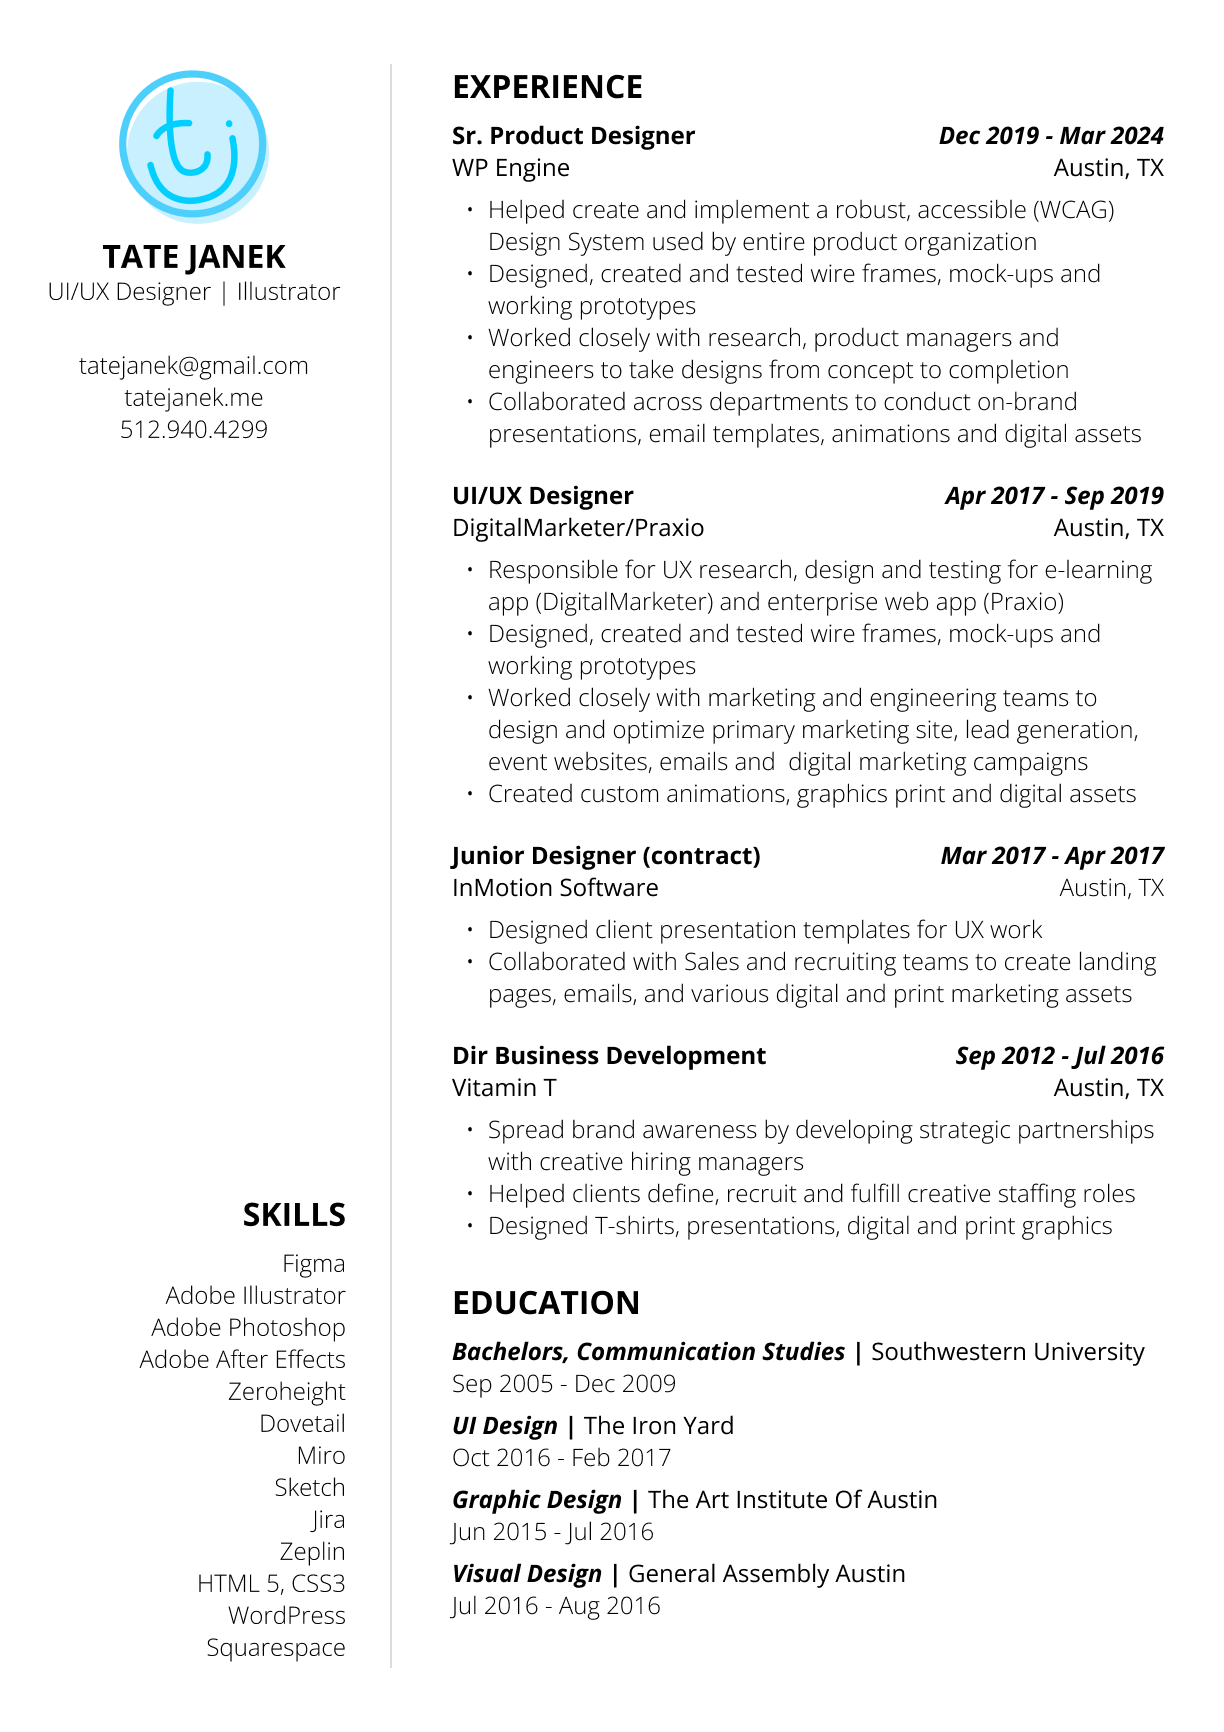 tj
TATE JANEK
UI/UX Designer | Illustrator
tatejanek@gmail.com
tatejanek.me
512.940.4299
SKILLS
Figma
Adobe Illustrator
Adobe Photoshop
Adobe After Effects
Zeroheight
Dovetail
Miro
Sketch
Jira
Zeplin
HTML 5, CSS3
WordPress
Squarespace
EXPERIENCE
Sr. Product Designer Dec 2019 - Mar 2024
WP Engine Austin, TX
• Helped create and implement a robust, accessible (WCAG)
Design System used by entire product organization
• Designed, created and tested wire frames, mock-ups and
working prototypes
• Worked closely with research, product managers and
engineers to take designs from concept to completion
• Collaborated across departments to conduct on-brand
presentations, email templates, animations and digital assets
UI/UX Designer Apr 2017 - Sep 2019
DigitalMarketer/Praxio Austin, TX
• Responsible for UX research, design and testing for e-learning
app (DigitalMarketer) and enterprise web app (Praxio)
• Designed, created and tested wire frames, mock-ups and
working prototypes
• Worked closely with marketing and engineering teams to
design and optimize primary marketing site, lead generation,
event websites, emails and  digital marketing campaigns
• Created custom animations, graphics print and digital assets
Junior Designer (contract) Mar 2017 - Apr 2017
InMotion Software Austin, TX
• Designed client presentation templates for UX work
• Collaborated with Sales and recruiting teams to create landing
pages, emails, and various digital and print marketing assets
Dir Business Development Sep 2012 - Jul 2016
Vitamin T Austin, TX
• Spread brand awareness by developing strategic partnerships
with creative hiring managers
• Helped clients define, recruit and fulfill creative staffing roles
• Designed T-shirts, presentations, digital and print graphics
EDUCATION
Bachelors, Communication Studies | Southwestern University
Sep 2005 - Dec 2009
UI Design | The Iron Yard
Oct 2016 - Feb 2017
Graphic Design | The Art Institute Of Austin
Jun 2015 - Jul 2016
Visual Design | General Assembly Austin
Jul 2016 - Aug 2016